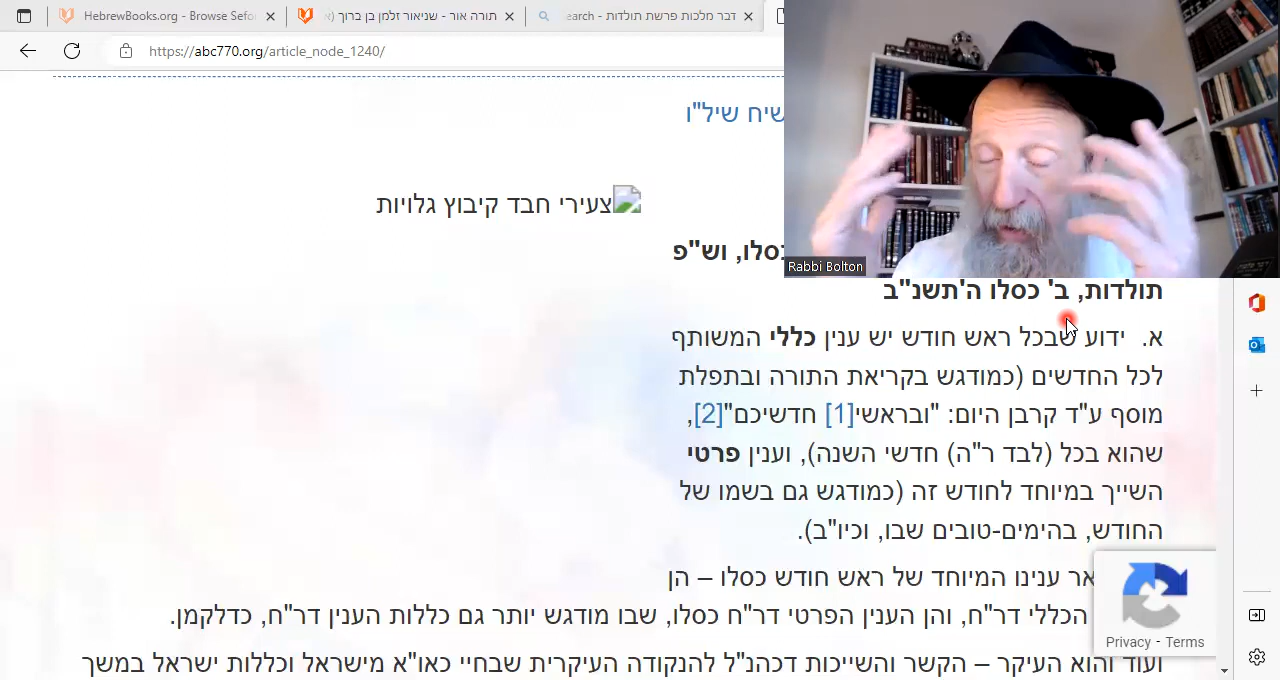 HebrewBooks.org - Browse Sefo
תורה אור - שניאור זלמן בן ברוך (א
דבר מלכות פרשת תולדות - earch
https://abc770.org/article_node_1240/
שיח שיל"ו
צעירי חבד קיבוץ גלויות
כסלו, וש"פ
Rabbi Bolton
תולדות, ב' כסלו ה'תשנ"ב
א. ידוע שבכל ראש חודש יש ענין כללי המשותף
לכל החדשים (כמודגש בקריאת התורה ובתפלת
מוסף ע"ד קרבן היום: "ובראשי[1] חדשיכם"[2],
שהוא בכל (לבד ר"ה) חדשי השנה), וענין פרטי
השייך במיוחד לחודש זה (כמודגש גם בשמו של
החודש, בהימים-טובים שבו, וכיו"ב).
ענינו המיוחד של ראש חודש כסלו – הן
הכללי דר"ח, והן הענין הפרטי דר"ח כסלו, שבו מודגש יותר גם כללות הענין דר"ח, כדלקמן.
ועוד והוא העיקר – הקשר והשייכות דכהנ"ל להנקודה העיקרית שבחיי כאו"א מישראל וכללות ישראל במשך
Privacy - Terms